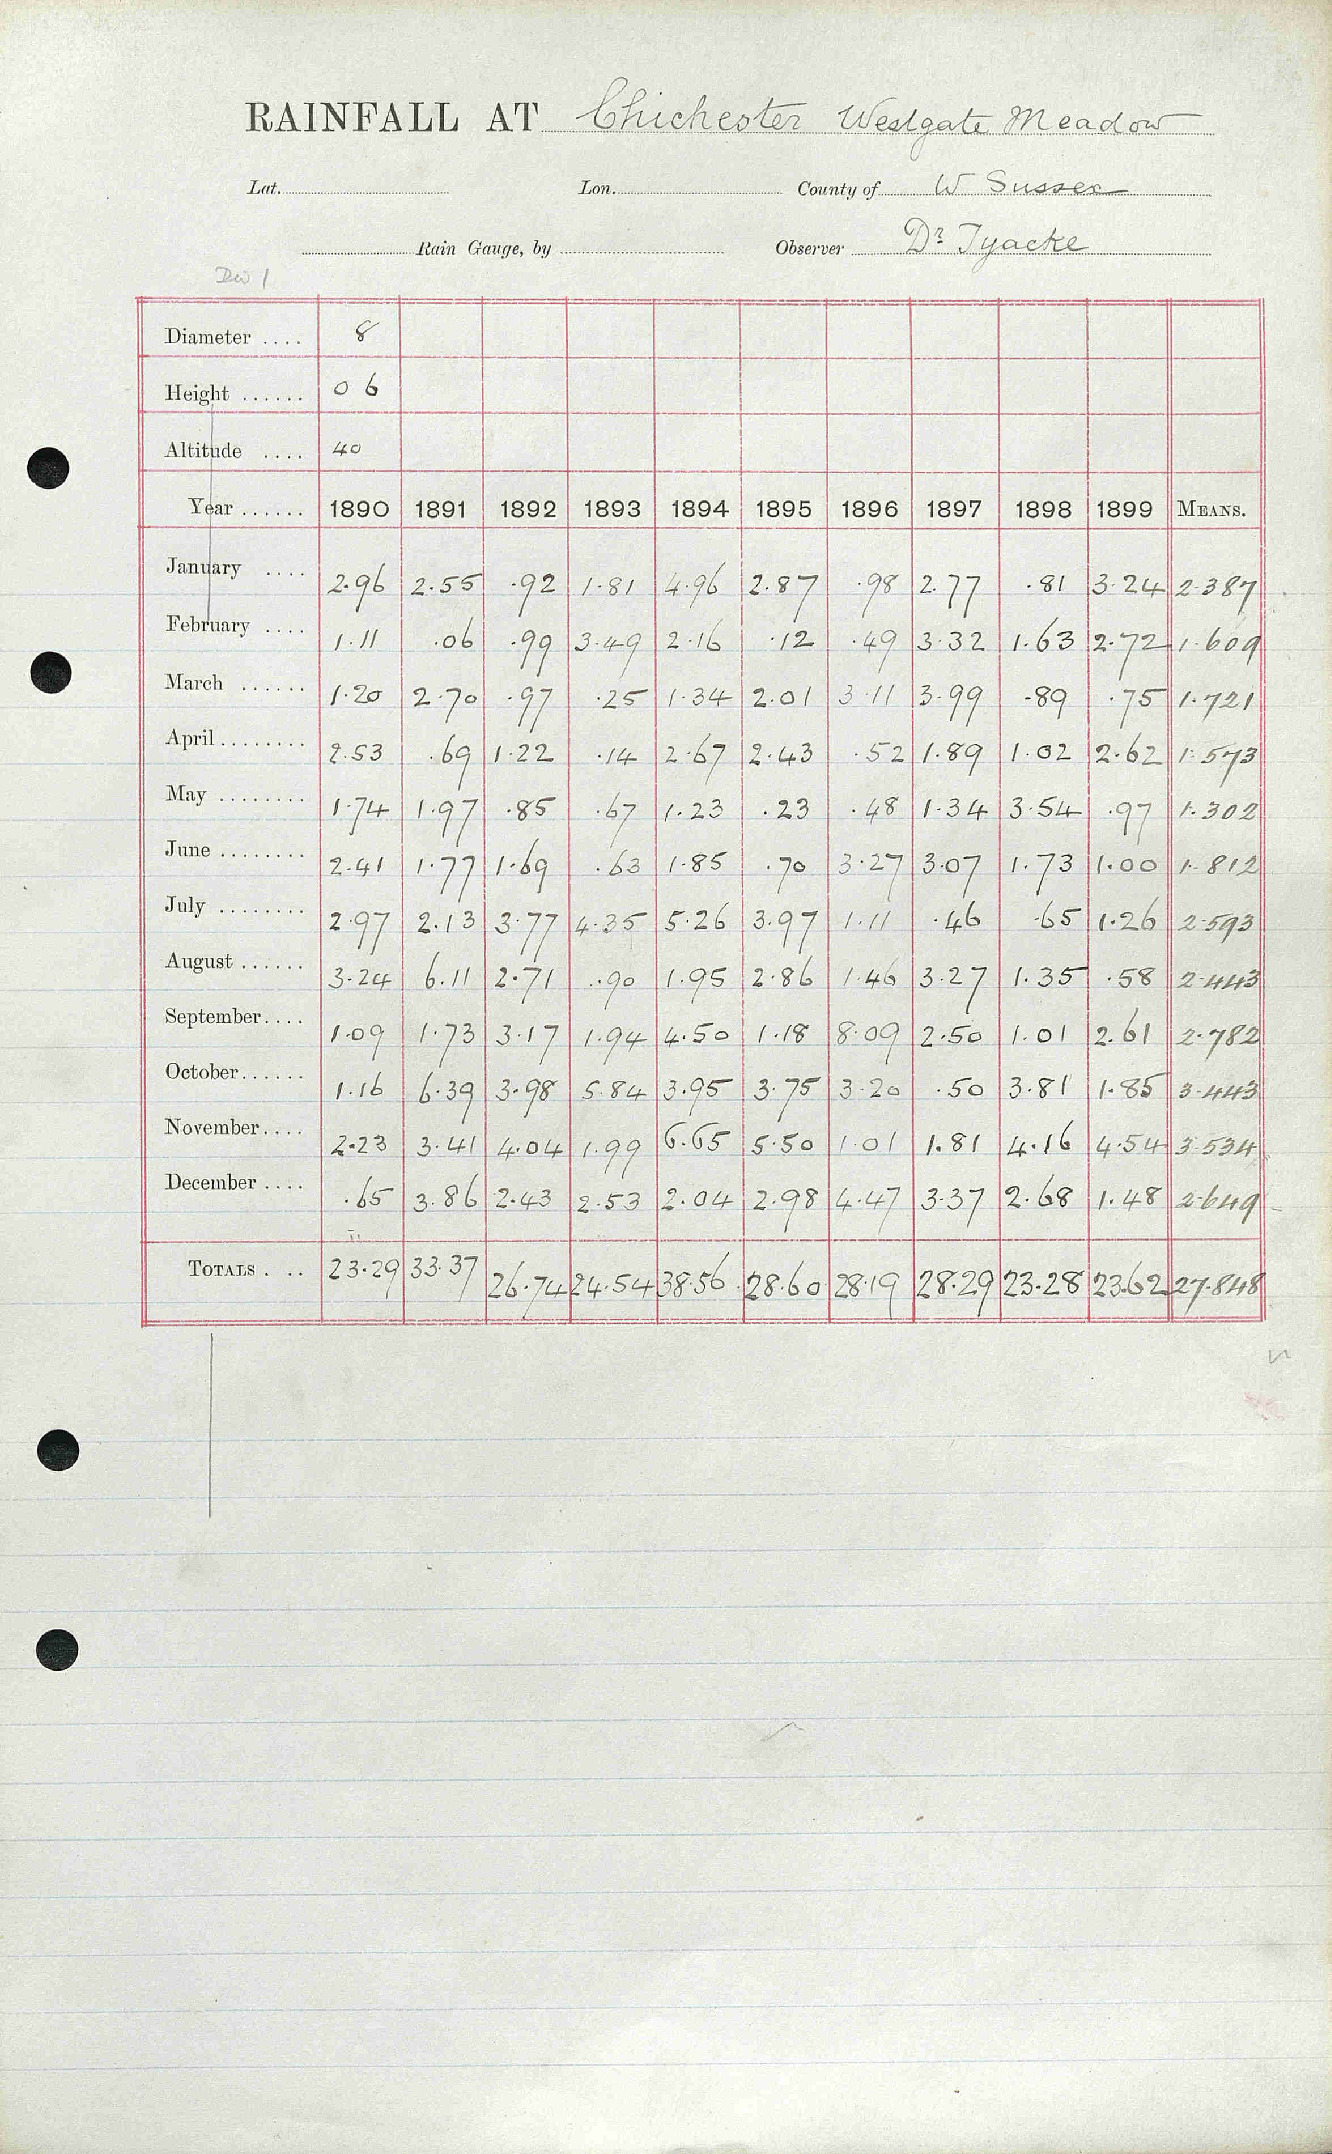 RAINFALL AT Chichester Westgate Meadow
Lat. Lon. County of W Sussex
Rain Gauge, by Observer Dr Tyacke
Diameter .... 8
Height ...... 0 6
Altitude .... 40
Year ...... 1890 1891 1892 1893 1894 1895 1896 1897 1898 1899 MEANS.
January .... 2.96 2.55 .92 1.81 4.96 2.87 .98 2.77 .81 3.24 2.387
February .... 1.11 .06 .99 3.49 2.16 .12 .49 3.32 1.63 2.72 1.609
March ...... 1.20 2.70 .97 .25 1.34 2.01 3.11 3.99 .89 .75 1.721
April ........ 2.53 .69 1.22 .14 2.67 2.43 .52 1.89 1.02 2.62 1.573
May ........ 1.74 1.97 .85 .67 1.23 .23 .48 1.34 3.54 .97 1.302
June ........ 2.41 1.77 1.69 .63 1.85 .70 3.27 3.07 1.73 1.00 1.812
July ........ 2.97 2.13 3.77 4.35 5.26 3.97 1.11 .46 .65 1.26 2.593
August ...... 3.24 6.11 2.71 .90 1.95 2.86 1.46 3.27 1.35 .58 2.443
September .... 1.09 1.73 3.17 1.94 4.50 1.18 8.09 2.50 1.01 2.61 2.782
October ...... 1.16 6.39 3.98 5.84 3.95 3.75 3.20 .50 3.81 1.85 3.443
November .... 2.23 3.41 4.04 1.99 6.65 5.50 1.01 1.81 4.16 4.54 3.534
December .... .65 3.86 2.43 2.53 2.04 2.98 4.47 3.37 2.68 1.48 2.649
TOTALS . .. 23.29 33.37 26.74 24.54 38.56 28.60 28.19 28.29 23.28 23.62 27.848